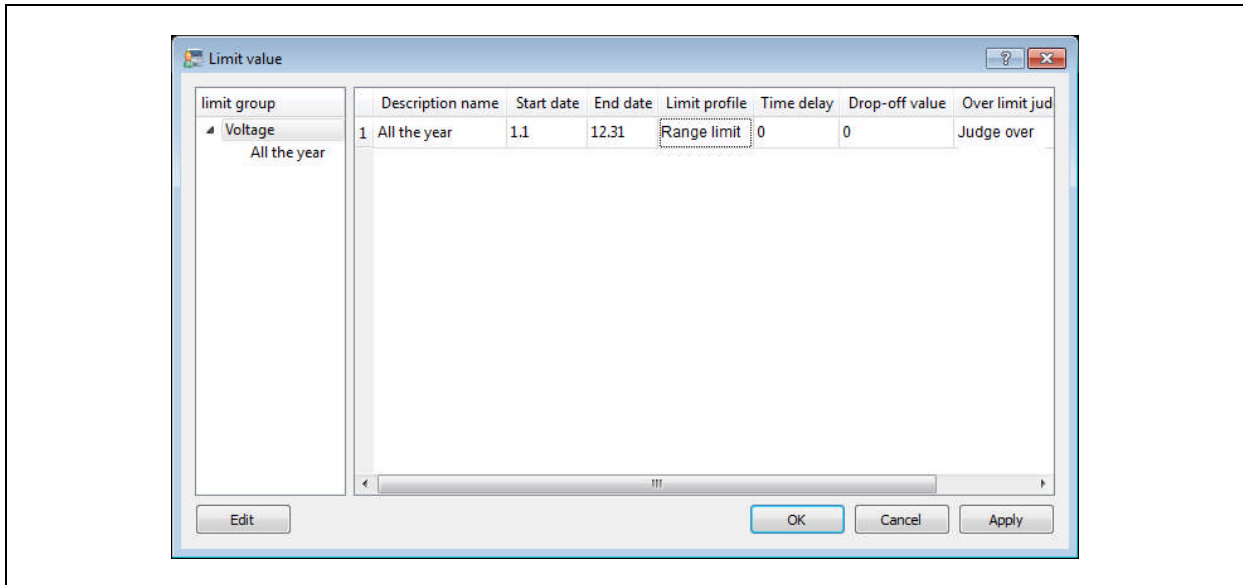 Limit value
limit group
Voltage
All the year
Description name Start date End date Limit profile Time delay Drop-off value Over limit jud
1 All the year 1.1 12.31 Range limit 0 0 Judge over
Edit OK Cancel Apply